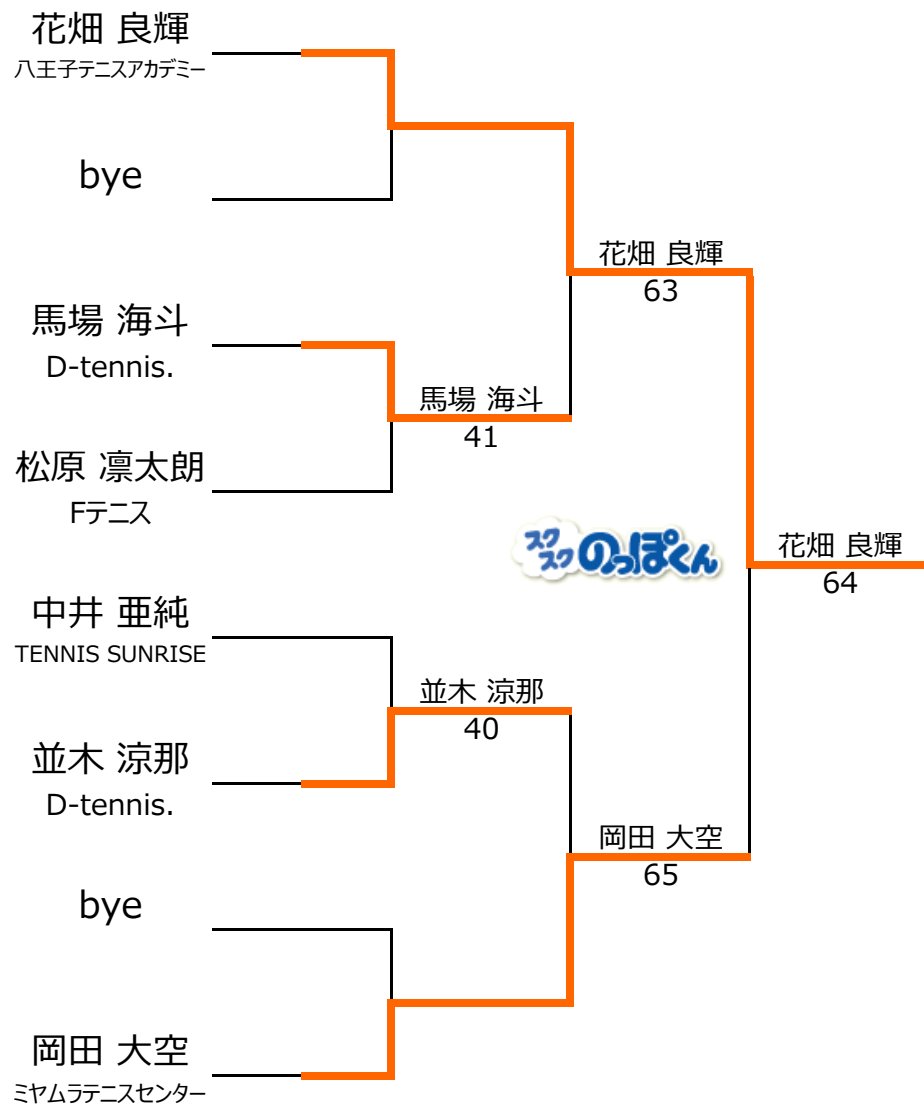 花畑 良輝
八王子テニスアカデミー
bye
花畑 良輝
63
馬場 海斗
D-tennis.
馬場 海斗
41
松原 凛太朗
Fテニス
スクスクのっぽくん
花畑 良輝
64
中井 亜純
TENNIS SUNRISE
並木 涼那
40
並木 涼那
D-tennis.
岡田 大空
65
bye
岡田 大空
ミヤムラテニスセンター